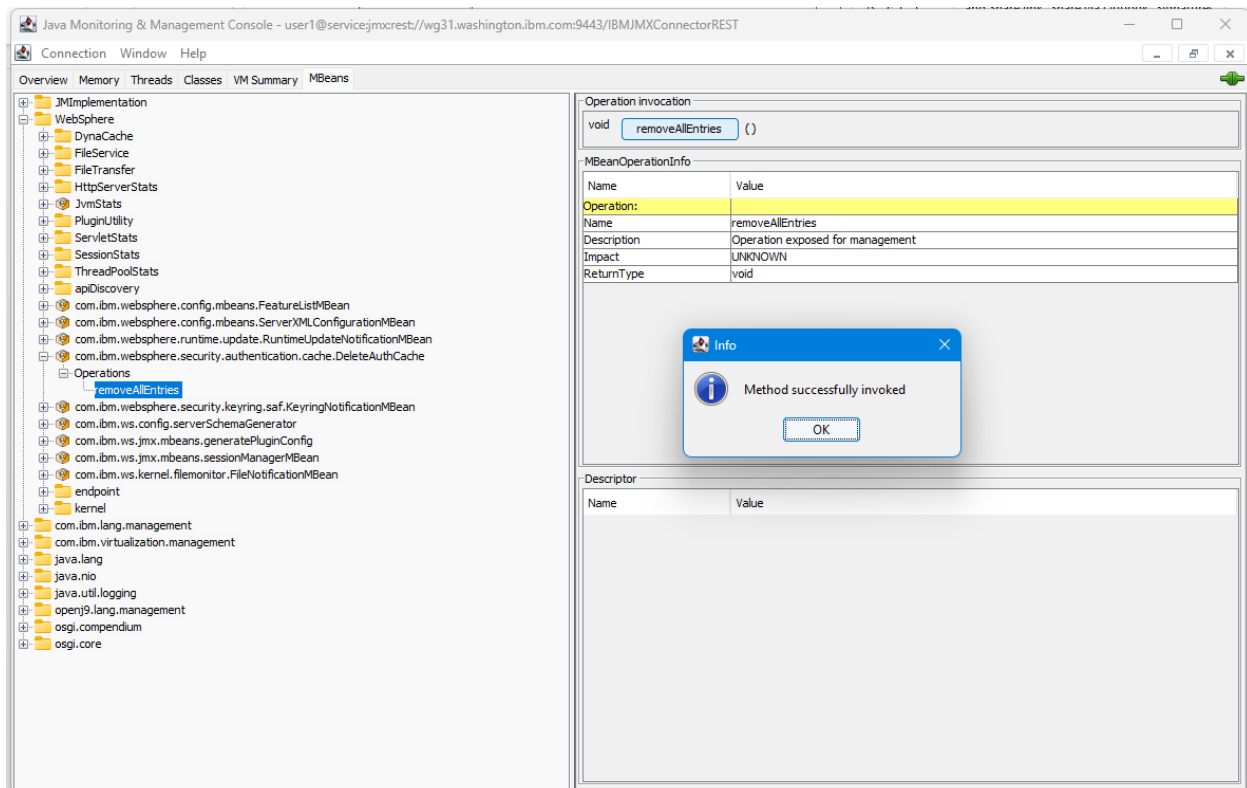 Java Monitoring & Management Console - user1@service:jmx:rest://wg31.washington.ibm.com:9443/IBMJMXConnectorREST
Connection Window Help
Overview Memory Threads Classes VM Summary MBeans
JMImplementation
WebSphere
DynaCache
FileService
FileTransfer
HttpServerStats
JvmStats
PluginUtility
ServletStats
SessionStats
ThreadPoolStats
apiDiscovery
com.ibm.websphere.config.mbeans.FeatureListMBean
com.ibm.websphere.config.mbeans.ServerXMLConfigurationMBean
com.ibm.websphere.runtime.update.RuntimeUpdateNotificationMBean
com.ibm.websphere.security.authentication.cache.DeleteAuthCache
Operations
removeAllEntries
com.ibm.websphere.security.keyring.saf.KeyringNotificationMBean
com.ibm.ws.config.serverSchemaGenerator
com.ibm.ws.jmx.mbeans.generatePluginConfig
com.ibm.ws.jmx.mbeans.sessionManagerMBean
com.ibm.ws.kernel.filemonitor.FileNotificationMBean
endpoint
kernel
com.ibm.lang.management
com.ibm.virtualization.management
java.lang
java.nio
java.util.logging
openj9.lang.management
osgi.compendium
osgi.core
Operation invocation
void removeAllEntries ( )
MBeanOperationInfo
Name Value
Operation:
Name removeAllEntries
Description Operation exposed for management
Impact UNKNOWN
ReturnType void
Info
Method successfully invoked
OK
Descriptor
Name Value